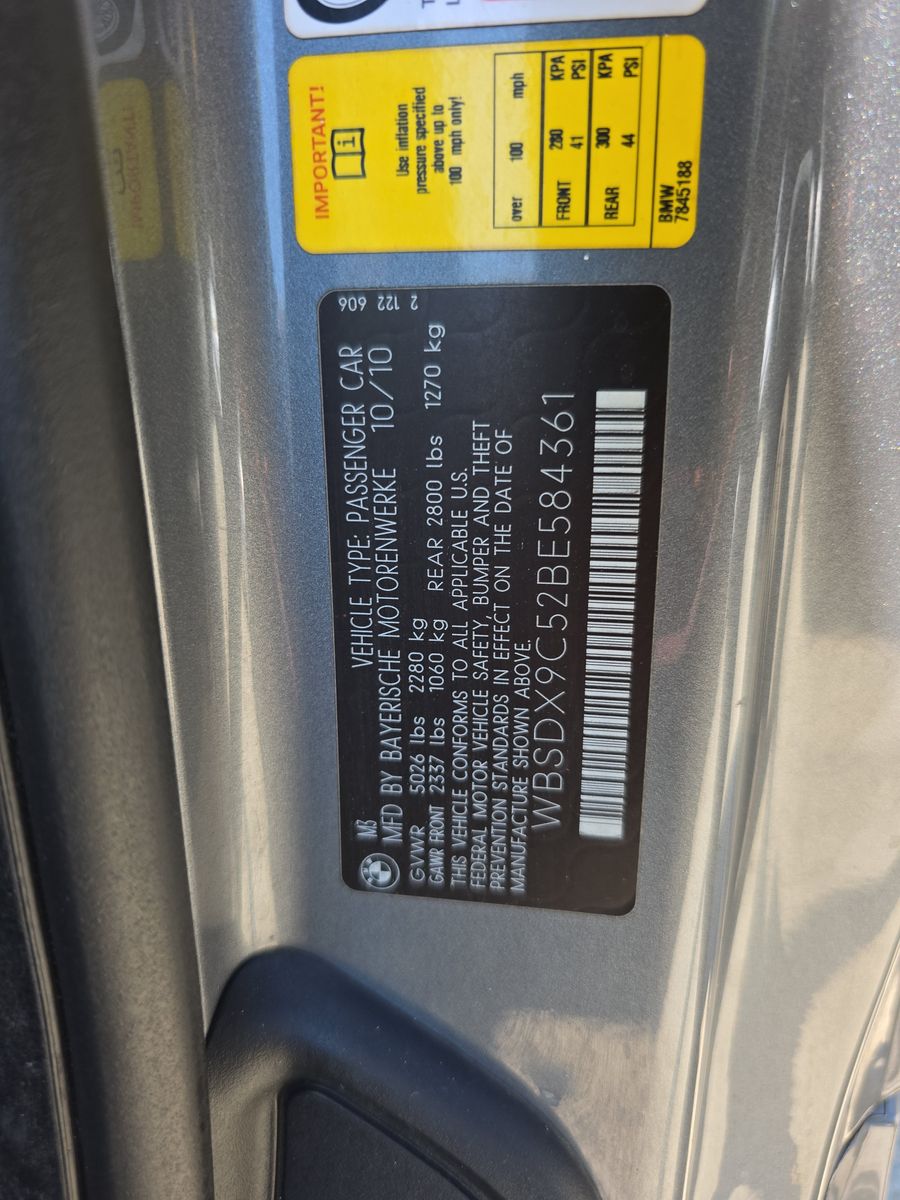 IMPORTANT!
Use inflation
pressure specified
above up to
100 mph only!
over 100 mph
FRONT 280 KPA
41 PSI
REAR 300 KPA
44 PSI
BMW
7845188
2 122 606
VEHICLE TYPE: PASSENGER CAR
M3
MFD BY BAYERISCHE MOTORENWERKE 10/10
GVWR 5026 lbs 2280 kg
GAWR FRONT 2337 lbs 1060 kg REAR 2800 lbs 1270 kg
THIS VEHICLE CONFORMS TO ALL APPLICABLE U.S.
FEDERAL MOTOR VEHICLE SAFETY, BUMPER AND THEFT
PREVENTION STANDARDS IN EFFECT ON THE DATE OF
MANUFACTURE SHOWN ABOVE.
WBSDX9C52BE584361